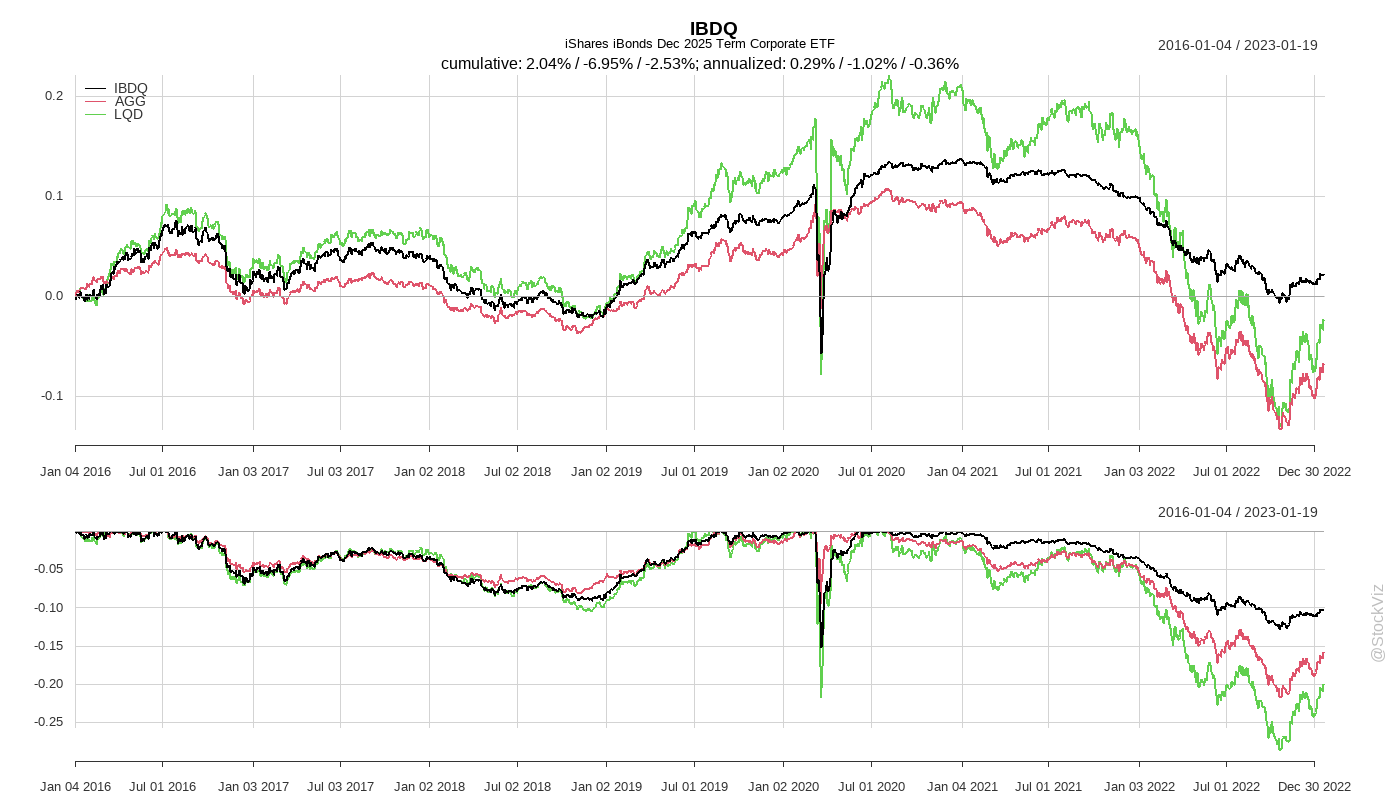 IBDQ
iShares iBonds Dec 2025 Term Corporate ETF
2016-01-04 / 2023-01-19
cumulative: 2.04% / -6.95% / -2.53%; annualized: 0.29% / -1.02% / -0.36%
IBDQ
AGG
LQD
0.2
0.1
0.0
-0.1
Jan 04 2016 Jul 01 2016 Jan 03 2017 Jul 03 2017 Jan 02 2018 Jul 02 2018 Jan 02 2019 Jul 01 2019 Jan 02 2020 Jul 01 2020 Jan 04 2021 Jul 01 2021 Jan 03 2022 Jul 01 2022 Dec 30 2022
2016-01-04 / 2023-01-19
-0.05
-0.10
-0.15
-0.20
-0.25
Jan 04 2016 Jul 01 2016 Jan 03 2017 Jul 03 2017 Jan 02 2018 Jul 02 2018 Jan 02 2019 Jul 01 2019 Jan 02 2020 Jul 01 2020 Jan 04 2021 Jul 01 2021 Jan 03 2022 Jul 01 2022 Dec 30 2022
@StockViz